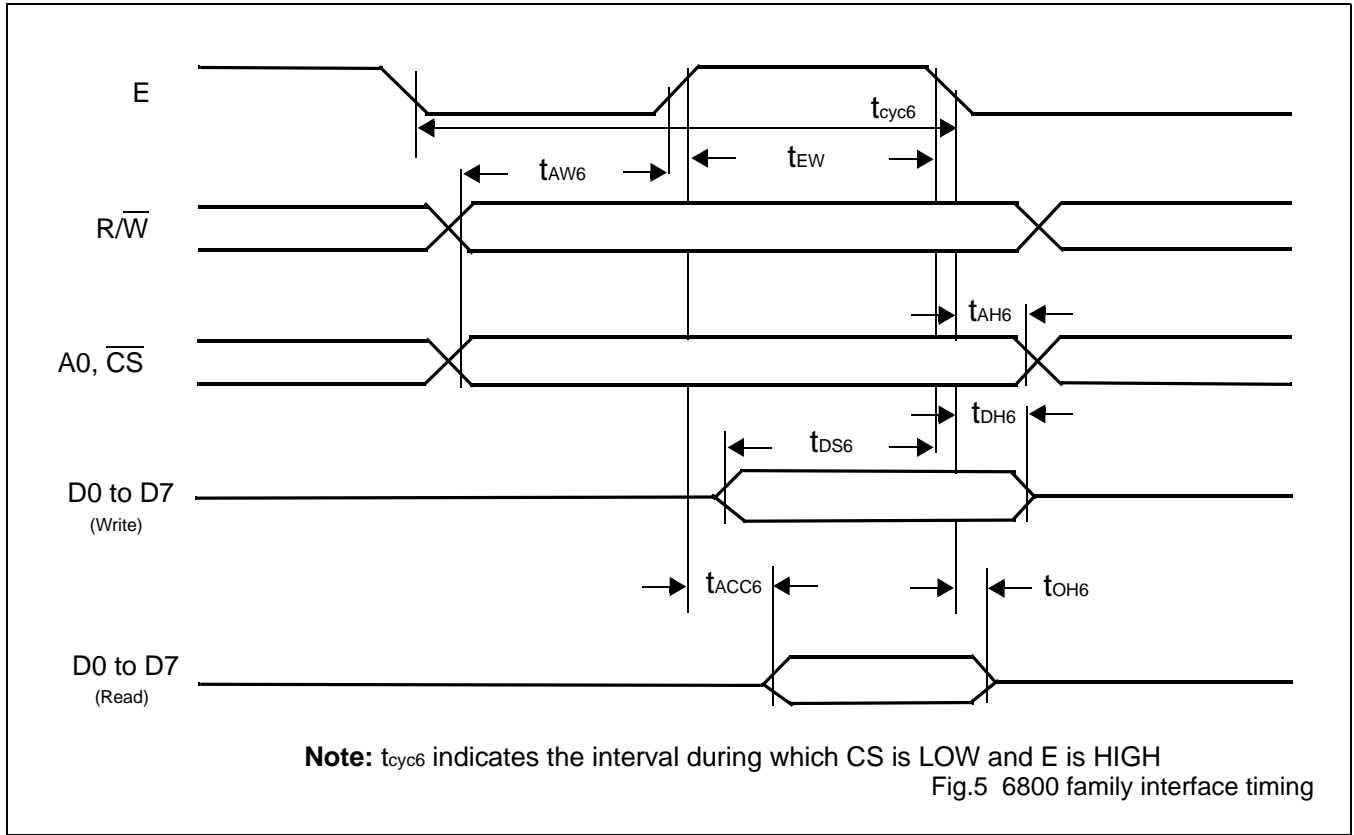 E
tcyc6
tAW6
tEW
R/W̅
tAH6
A0, C̅S̅
tDH6
tDS6
D0 to D7
(Write)
tACC6
tOH6
D0 to D7
(Read)
Note: tcyc6 indicates the interval during which CS is LOW and E is HIGH
Fig.5 6800 family interface timing